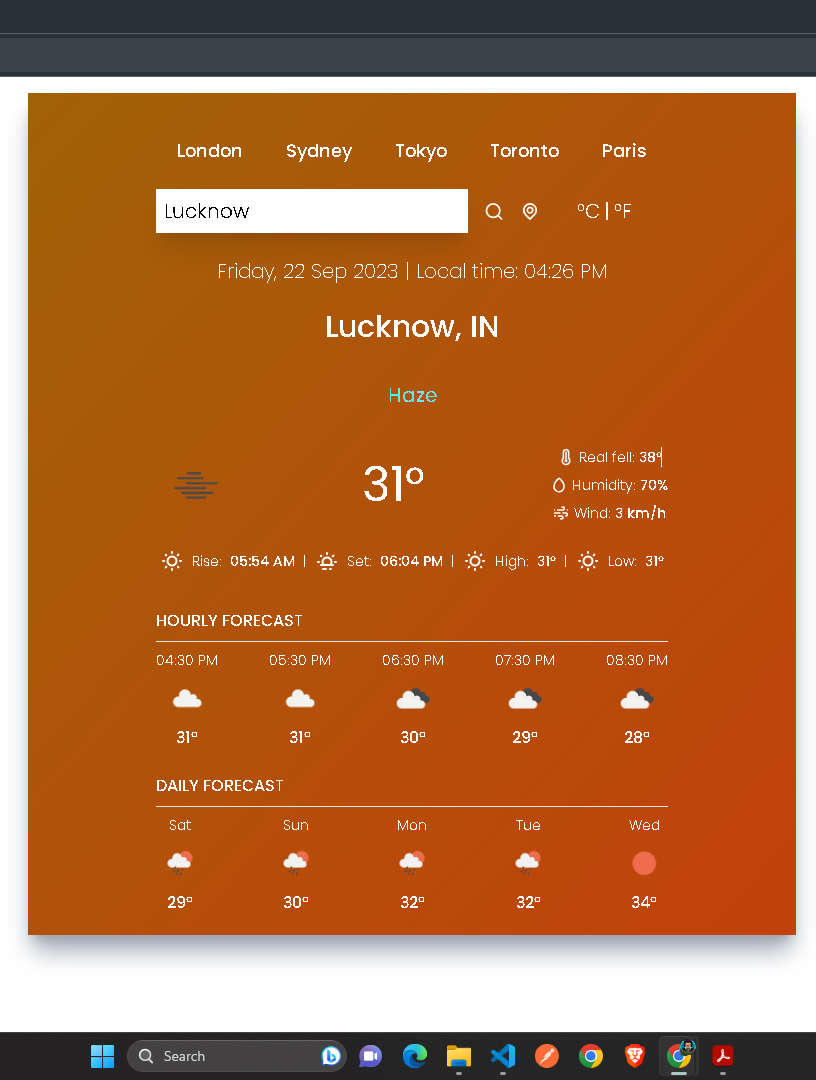 London Sydney Tokyo Toronto Paris
Lucknow °C | °F
Friday, 22 Sep 2023 | Local time: 04:26 PM
Lucknow, IN
Haze
31°
Real fell: 38°
Humidity: 70%
Wind: 3 km/h
Rise: 05:54 AM | Set: 06:04 PM | High: 31° | Low: 31°
HOURLY FORECAST
04:30 PM 05:30 PM 06:30 PM 07:30 PM 08:30 PM
31° 31° 30° 29° 28°
DAILY FORECAST
Sat Sun Mon Tue Wed
29° 30° 32° 32° 34°
Search